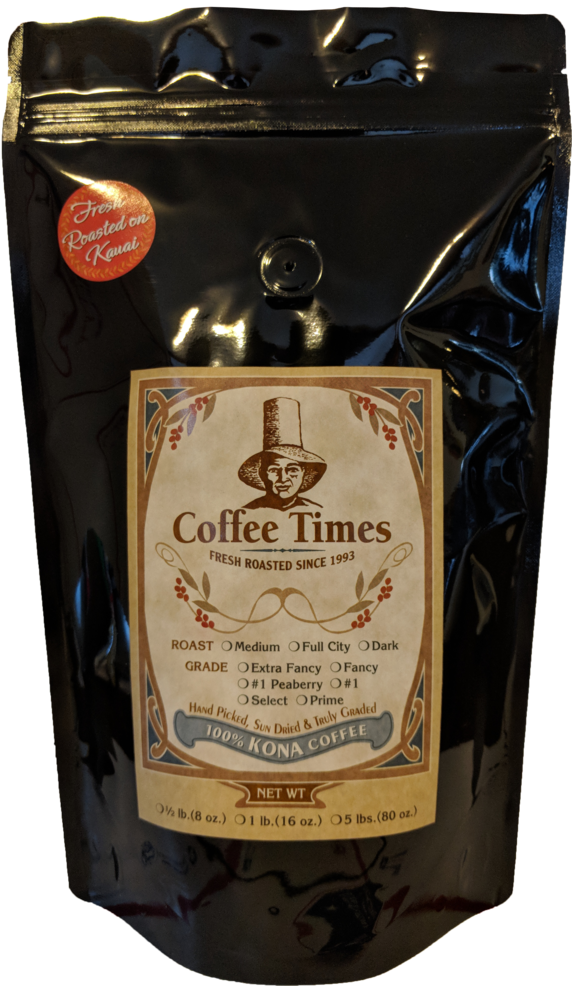 Fresh
Roasted on
Kauai
Coffee Times
FRESH ROASTED SINCE 1993
ROAST ❍Medium ❍Full City ❍Dark
GRADE ❍Extra Fancy ❍Fancy
❍#1 Peaberry ❍#1
❍Select ❍Prime
Hand Picked, Sun Dried & Truly Graded
100% KONA COFFEE
NET WT
❍½ lb.(8 oz.) ❍1 lb.(16 oz.) ❍5 lbs.(80 oz.)